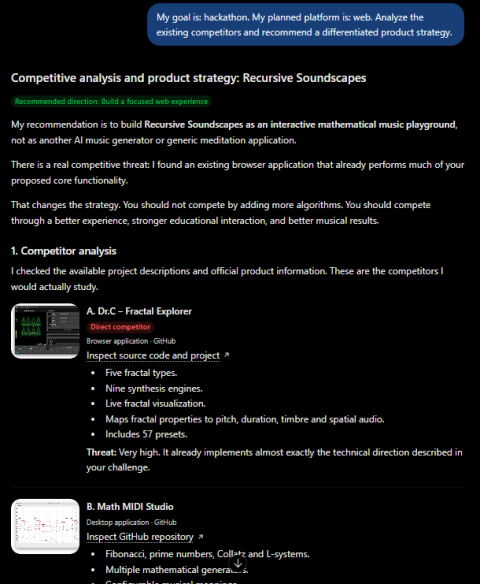 My goal is: hackathon. My planned platform is: web. Analyze the
existing competitors and recommend a differentiated product strategy.
Competitive analysis and product strategy: Recursive Soundscapes
Recommended direction: Build a focused web experience
My recommendation is to build Recursive Soundscapes as an interactive mathematical music playground,
not as another AI music generator or generic meditation application.
There is a real competitive threat: I found an existing browser application that already performs much of your
proposed core functionality.
That changes the strategy. You should not compete by adding more algorithms. You should compete
through a better experience, stronger educational interaction, and better musical results.
1. Competitor analysis
I checked the available project descriptions and official product information. These are the competitors I
would actually study.
A. Dr.C – Fractal Explorer
Direct competitor
Browser application · GitHub
Inspect source code and project ↗
• Five fractal types.
• Nine synthesis engines.
• Live fractal visualization.
• Maps fractal properties to pitch, duration, timbre and spatial audio.
• Includes 57 presets.
Threat: Very high. It already implements almost exactly the technical direction described in
your challenge.
B. Math MIDI Studio
Desktop application · GitHub
Inspect GitHub repository ↗
• Fibonacci, prime numbers, Collatz and L-systems.
• Multiple mathematical generators.
• Configurable musical mappings.